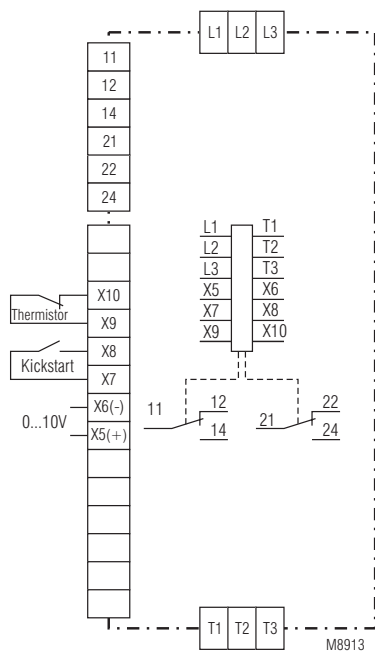 L1 L2 L3
11
12
14
21
22
24
L1 T1
L2 T2
L3 T3
X5 X6
X7 X8
X9 X10
X10
Thermistor
X9
X8
Kickstart
X7
X6(-)
0...10V
X5(+)
11 12 14
21 22 24
T1 T2 T3
M8913